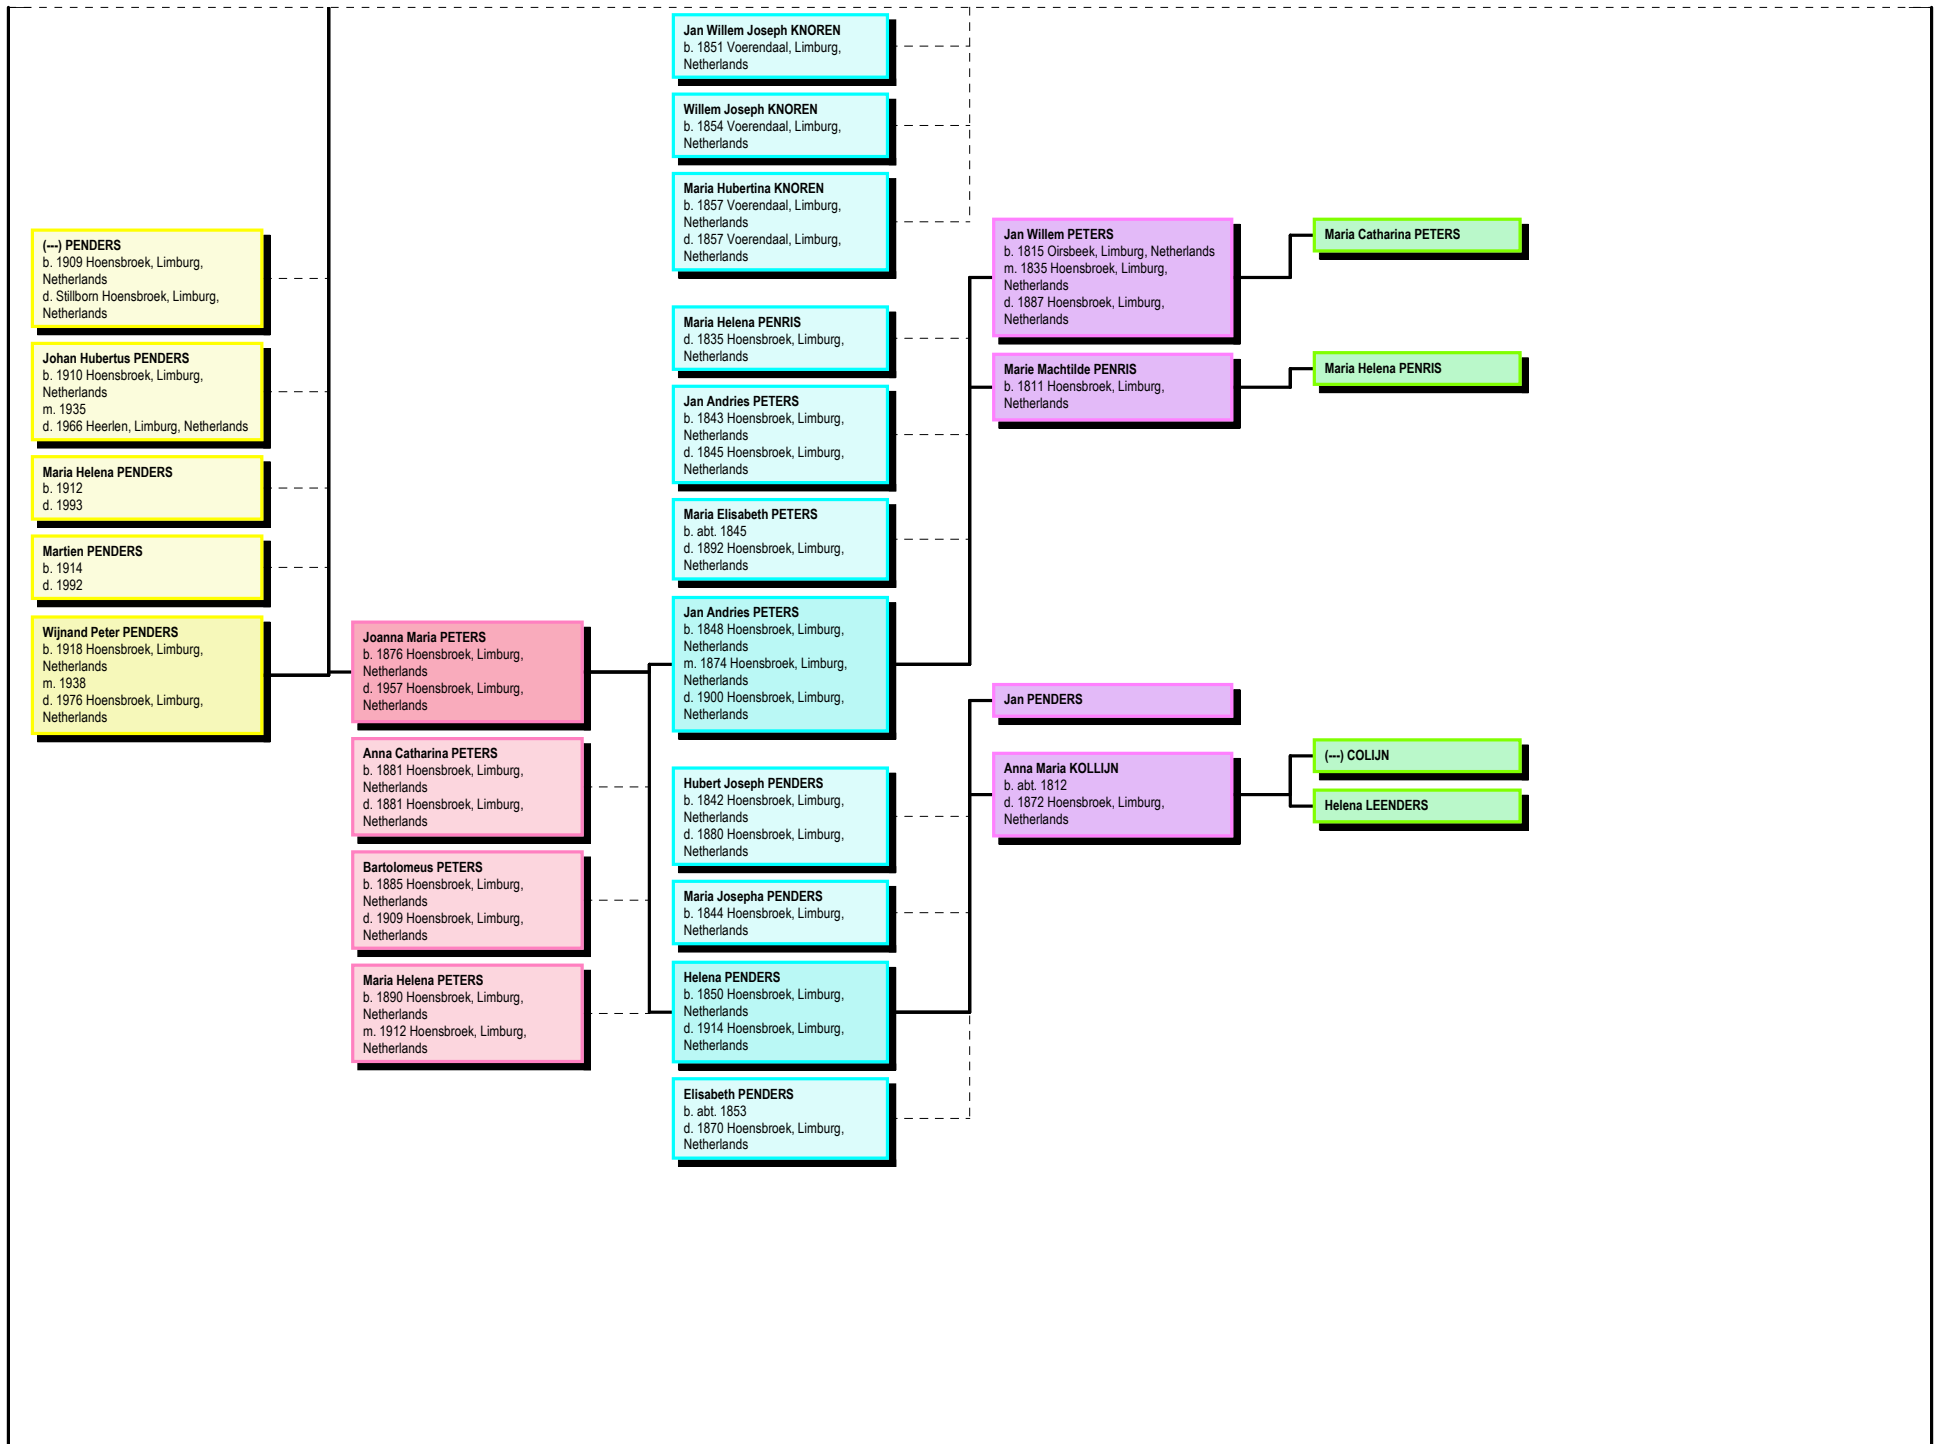 (---) PENDERS
b. 1909 Hoensbroek, Limburg,
Netherlands
d. Stillborn Hoensbroek, Limburg,
Netherlands
Johan Hubertus PENDERS
b. 1910 Hoensbroek, Limburg,
Netherlands
m. 1935
d. 1966 Heerlen, Limburg, Netherlands
Maria Helena PENDERS
b. 1912
d. 1993
Martien PENDERS
b. 1914
d. 1992
Wijnand Peter PENDERS
b. 1918 Hoensbroek, Limburg,
Netherlands
m. 1938
d. 1976 Hoensbroek, Limburg,
Netherlands
Joanna Maria PETERS
b. 1876 Hoensbroek, Limburg,
Netherlands
d. 1957 Hoensbroek, Limburg,
Netherlands
Anna Catharina PETERS
b. 1881 Hoensbroek, Limburg,
Netherlands
d. 1881 Hoensbroek, Limburg,
Netherlands
Bartolomeus PETERS
b. 1885 Hoensbroek, Limburg,
Netherlands
d. 1909 Hoensbroek, Limburg,
Netherlands
Maria Helena PETERS
b. 1890 Hoensbroek, Limburg,
Netherlands
m. 1912 Hoensbroek, Limburg,
Netherlands
Jan Willem Joseph KNOREN
b. 1851 Voerendaal, Limburg,
Netherlands
Willem Joseph KNOREN
b. 1854 Voerendaal, Limburg,
Netherlands
Maria Hubertina KNOREN
b. 1857 Voerendaal, Limburg,
Netherlands
d. 1857 Voerendaal, Limburg,
Netherlands
Maria Helena PENRIS
d. 1835 Hoensbroek, Limburg,
Netherlands
Jan Andries PETERS
b. 1843 Hoensbroek, Limburg,
Netherlands
d. 1845 Hoensbroek, Limburg,
Netherlands
Maria Elisabeth PETERS
b. abt. 1845
d. 1892 Hoensbroek, Limburg,
Netherlands
Jan Andries PETERS
b. 1848 Hoensbroek, Limburg,
Netherlands
m. 1874 Hoensbroek, Limburg,
Netherlands
d. 1900 Hoensbroek, Limburg,
Netherlands
Hubert Joseph PENDERS
b. 1842 Hoensbroek, Limburg,
Netherlands
d. 1880 Hoensbroek, Limburg,
Netherlands
Maria Josepha PENDERS
b. 1844 Hoensbroek, Limburg,
Netherlands
Helena PENDERS
b. 1850 Hoensbroek, Limburg,
Netherlands
d. 1914 Hoensbroek, Limburg,
Netherlands
Elisabeth PENDERS
b. abt. 1853
d. 1870 Hoensbroek, Limburg,
Netherlands
Jan Willem PETERS
b. 1815 Oirsbeek, Limburg, Netherlands
m. 1835 Hoensbroek, Limburg,
Netherlands
d. 1887 Hoensbroek, Limburg,
Netherlands
Marie Machtilde PENRIS
b. 1811 Hoensbroek, Limburg,
Netherlands
Jan PENDERS
Anna Maria KOLLIJN
b. abt. 1812
d. 1872 Hoensbroek, Limburg,
Netherlands
Maria Catharina PETERS
Maria Helena PENRIS
(---) COLIJN
Helena LEENDERS